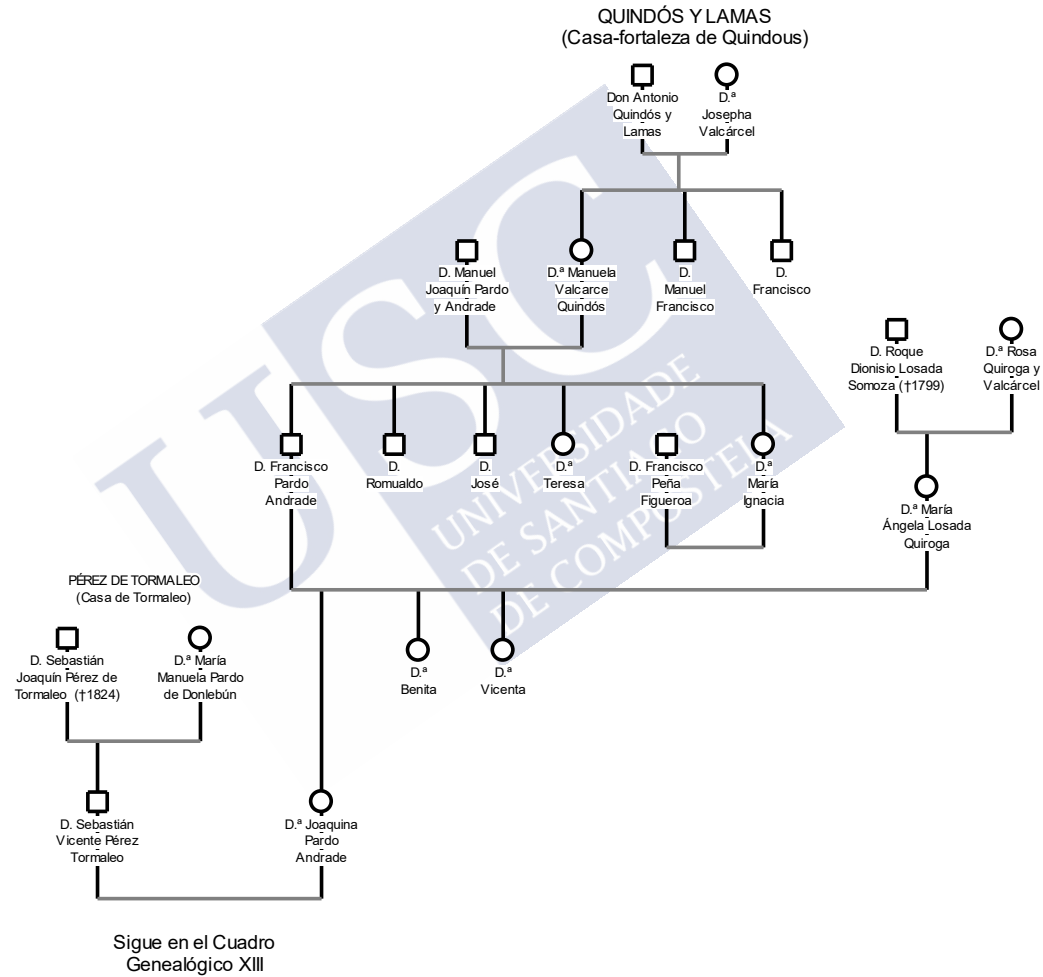 QUINDÓS Y LAMAS
(Casa-fortaleza de Quindous)
Don Antonio
Quindós y
Lamas
D.ª
Josepha
Valcárcel
D. Manuel
Joaquín Pardo
y Andrade
D.ª Manuela
Valcarce
Quindós
D.
Manuel
Francisco
D.
Francisco
D. Roque
Dionisio Losada
Somoza (†1799)
D.ª Rosa
Quiroga y
Valcárcel
D. Francisco
Pardo
Andrade
D.
Romualdo
D.
José
D.ª
Teresa
D. Francisco
Peña
Figueroa
D.ª
María
Ignacia
D.ª María
Ángela Losada
Quiroga
PÉREZ DE TORMALEO
(Casa de Tormaleo)
D. Sebastián
Joaquín Pérez de
Tormaleo (†1824)
D.ª María
Manuela Pardo
de Donlebún
D.ª
Benita
D.ª
Vicenta
D. Sebastián
Vicente Pérez
Tormaleo
D.ª Joaquina
Pardo
Andrade
Sigue en el Cuadro
Genealógico XIII
USC
UNIVERSIDADE
DE SANTIAGO
DE COMPOSTELA